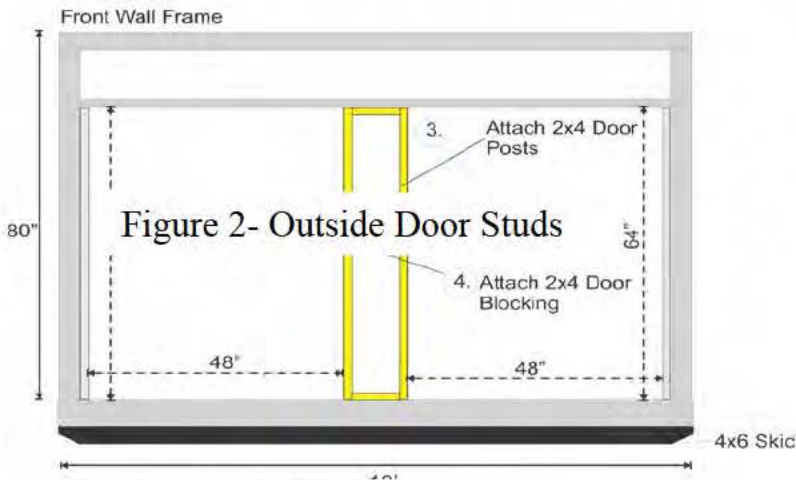 Front Wall Frame
3.
Attach 2x4 Door
Posts
80"
Figure 2- Outside Door Studs
64"
4. Attach 2x4 Door
Blocking
48"
48"
4x6 Skid